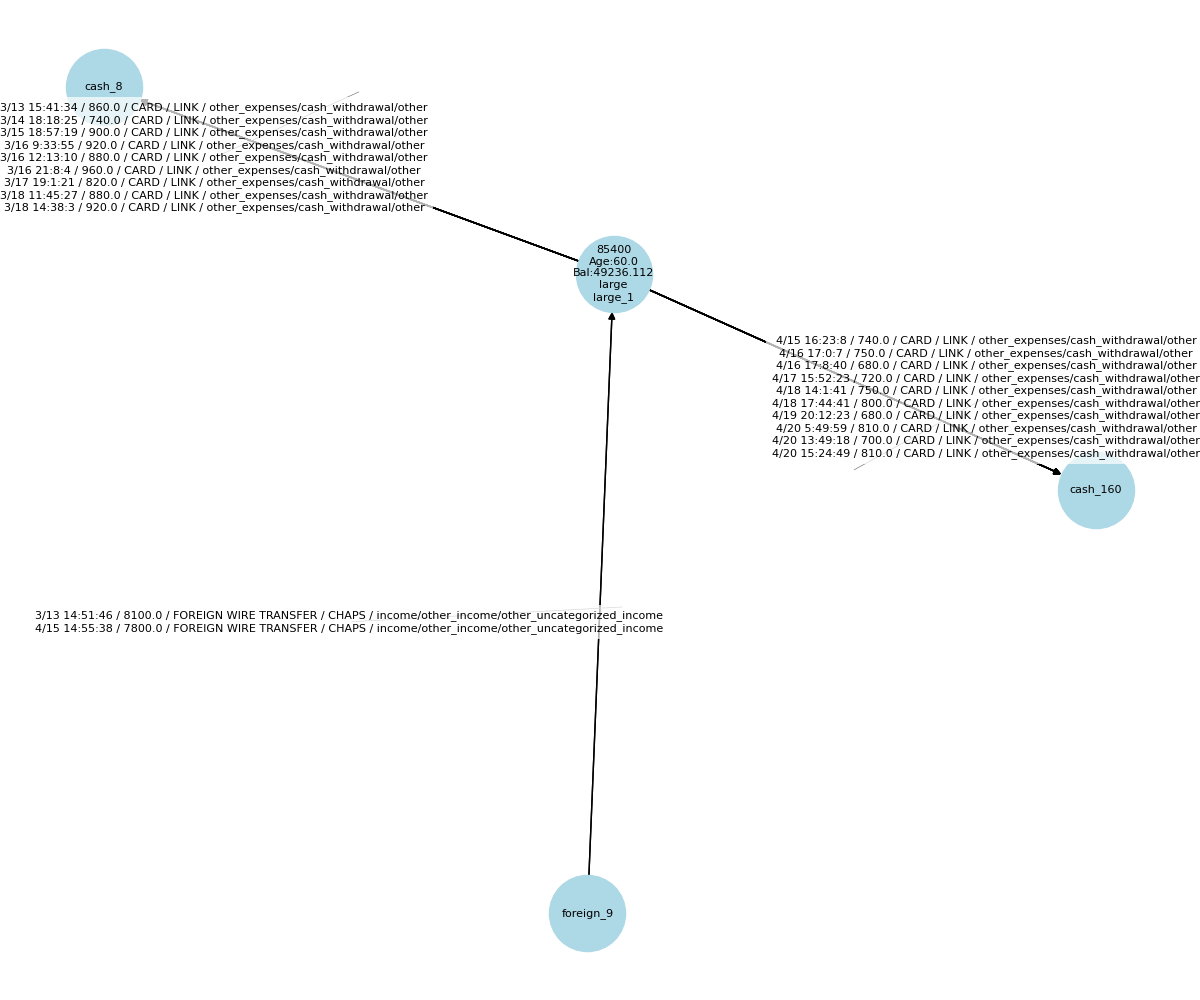 cash_8
3/13 15:41:34 / 860.0 / CARD / LINK / other_expenses/cash_withdrawal/other
3/14 18:18:25 / 740.0 / CARD / LINK / other_expenses/cash_withdrawal/other
3/15 18:57:19 / 900.0 / CARD / LINK / other_expenses/cash_withdrawal/other
3/16 9:33:55 / 920.0 / CARD / LINK / other_expenses/cash_withdrawal/other
3/16 12:13:10 / 880.0 / CARD / LINK / other_expenses/cash_withdrawal/other
3/16 21:8:4 / 960.0 / CARD / LINK / other_expenses/cash_withdrawal/other
3/17 19:1:21 / 820.0 / CARD / LINK / other_expenses/cash_withdrawal/other
3/18 11:45:27 / 880.0 / CARD / LINK / other_expenses/cash_withdrawal/other
3/18 14:38:3 / 920.0 / CARD / LINK / other_expenses/cash_withdrawal/other
85400
Age:60.0
Bal:49236.112
large
large_1
4/15 16:23:8 / 740.0 / CARD / LINK / other_expenses/cash_withdrawal/other
4/16 17:0:7 / 750.0 / CARD / LINK / other_expenses/cash_withdrawal/other
4/16 17:8:40 / 680.0 / CARD / LINK / other_expenses/cash_withdrawal/other
4/17 15:52:23 / 720.0 / CARD / LINK / other_expenses/cash_withdrawal/other
4/18 14:1:41 / 750.0 / CARD / LINK / other_expenses/cash_withdrawal/other
4/18 17:44:41 / 800.0 / CARD / LINK / other_expenses/cash_withdrawal/other
4/19 20:12:23 / 680.0 / CARD / LINK / other_expenses/cash_withdrawal/other
4/20 5:49:59 / 810.0 / CARD / LINK / other_expenses/cash_withdrawal/other
4/20 13:49:18 / 700.0 / CARD / LINK / other_expenses/cash_withdrawal/other
4/20 15:24:49 / 810.0 / CARD / LINK / other_expenses/cash_withdrawal/other
cash_160
3/13 14:51:46 / 8100.0 / FOREIGN WIRE TRANSFER / CHAPS / income/other_income/other_uncategorized_income
4/15 14:55:38 / 7800.0 / FOREIGN WIRE TRANSFER / CHAPS / income/other_income/other_uncategorized_income
foreign_9